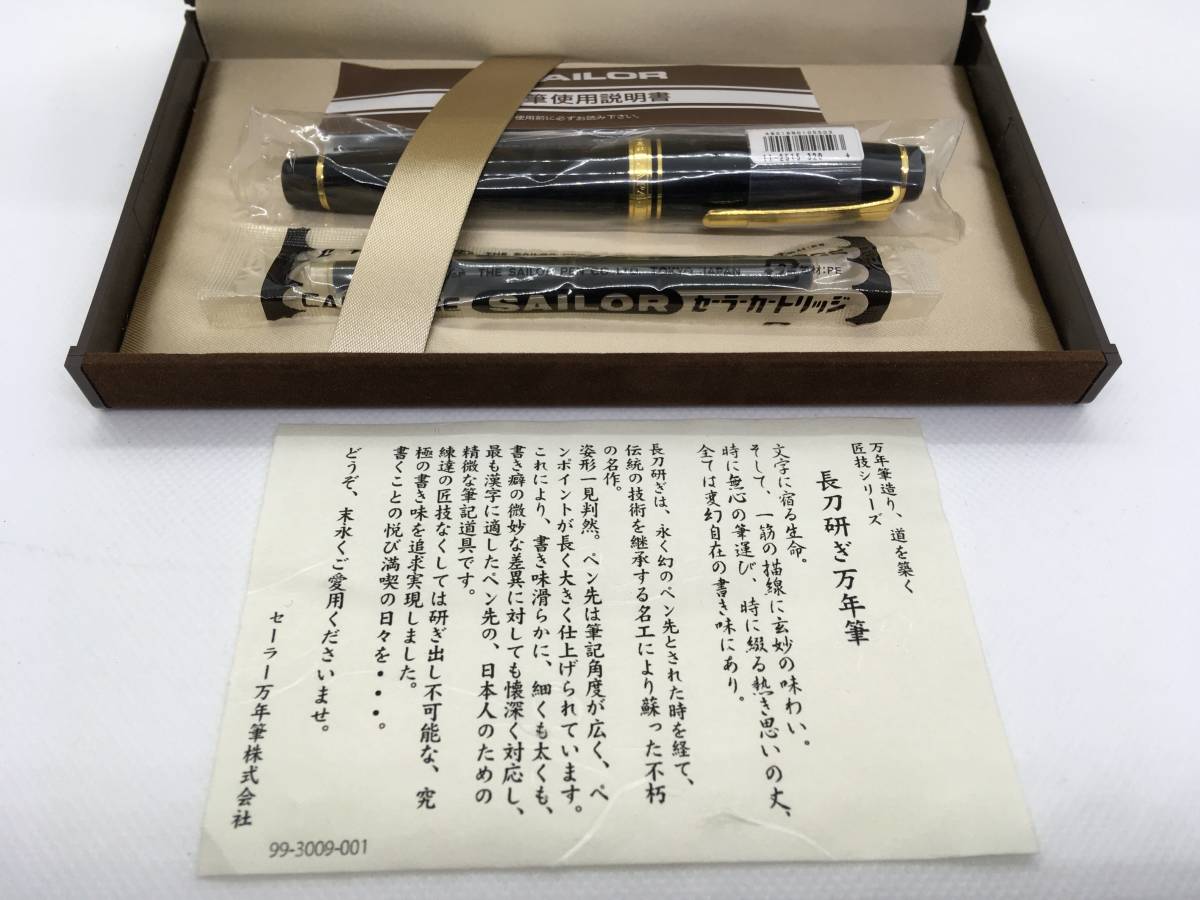 SAILOR
筆使用説明書
使用前に必ずお読み下さい。
THE SAILOR PEN CO., LTD. TOKYO JAPAN
SAILOR
セーラーカートリッジ
万年筆造り、道を築く
匠技シリーズ
長刀研ぎ万年筆
文字に宿る生命。
そして、一筋の描線に玄妙の味わい。
時に無心の筆運び、時に綴る熱き思いの丈、
全ては変幻自在の書き味にあり。
長刀研ぎは、永く幻のペン先とされた時を経て、
伝統の技術を継承する名工により蘇った不朽
の名作。
姿形一見判然。ペン先は筆記角度が広く、ペ
ンポイントが長く大きく仕上げられています。
これにより、書き味滑らかに、細くも太くも、
書き癖の微妙な差異に対しても懐深く対応し、
最も漢字に適したペン先の、日本人のための
精微な筆記道具です。
練達の匠技なくしては研ぎ出し不可能な、究
極の書き味を追求実現しました。
書くことの悦び満喫の日々を・・・。
どうぞ、末永くご愛用くださいませ。
セーラー万年筆株式会社
99-3009-001